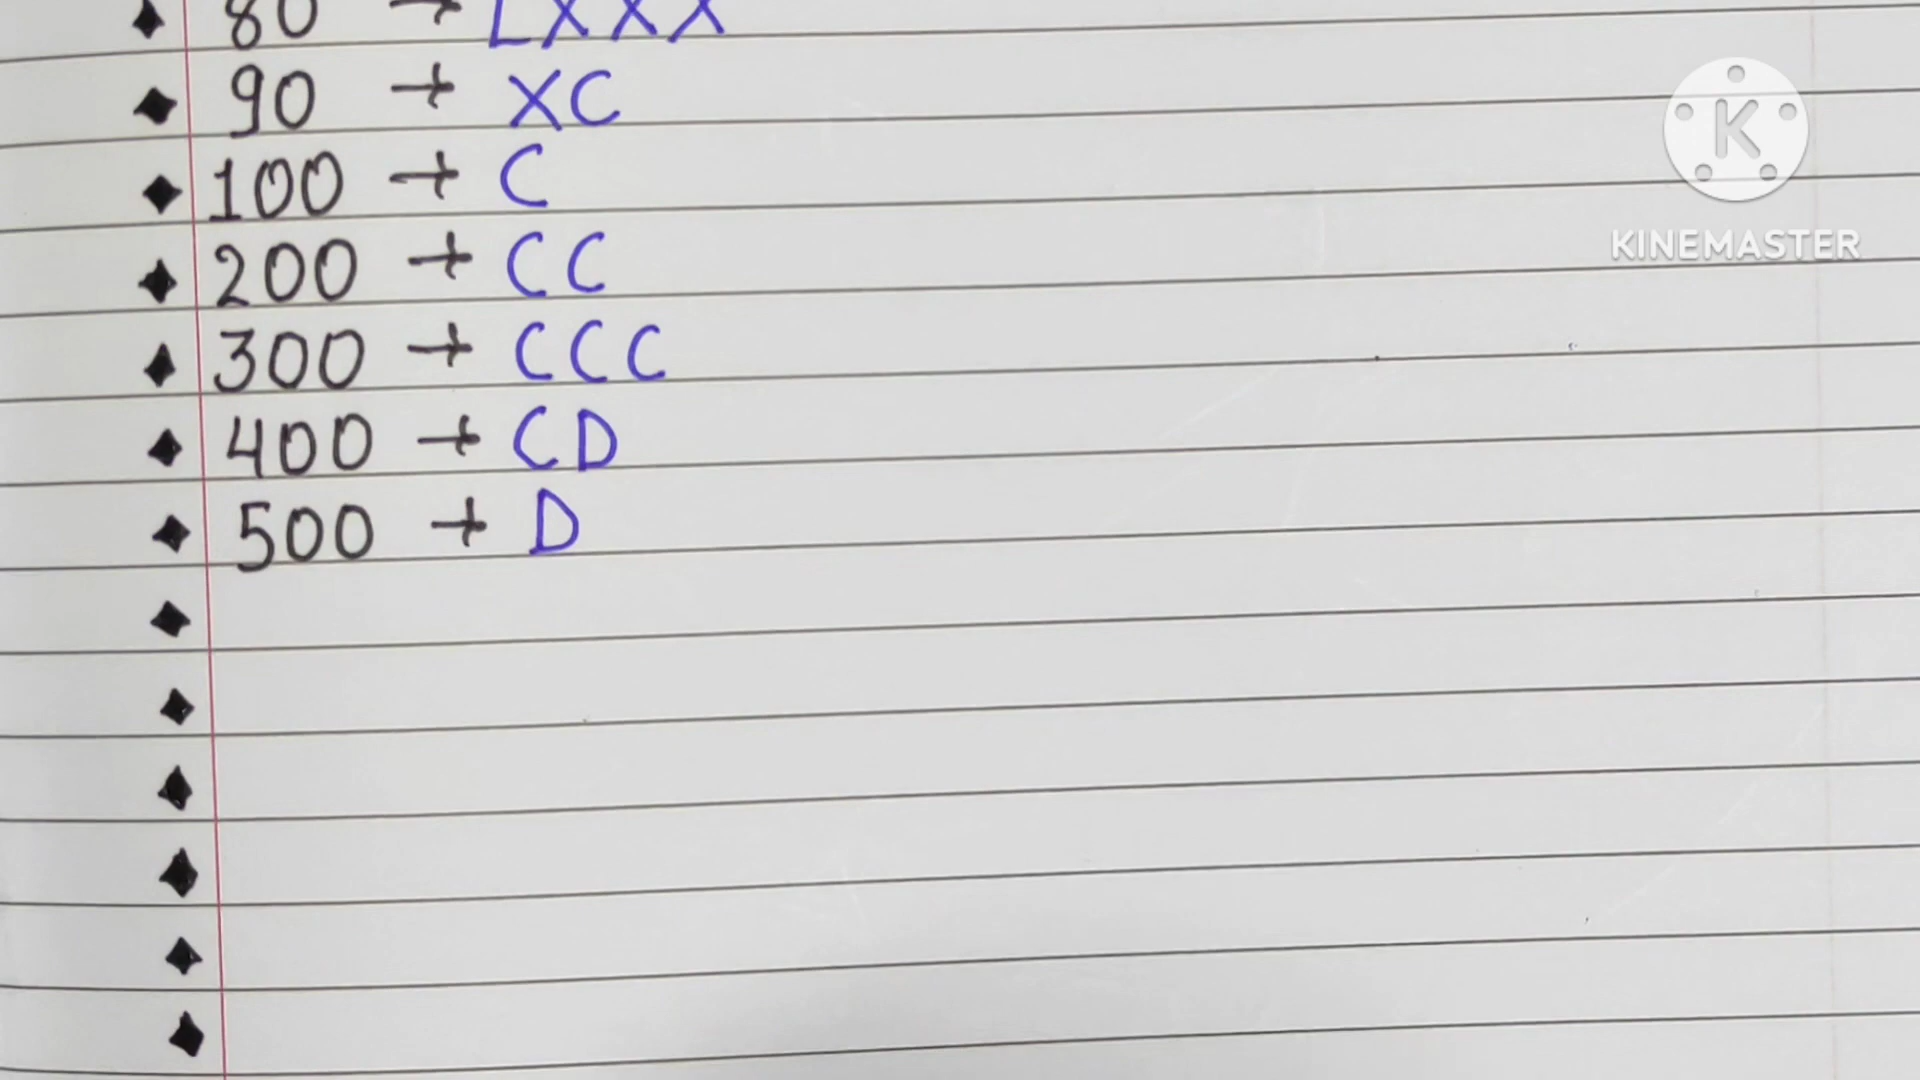 ◆ 80 → LXXX
◆ 90 → XC
◆ 100 → C
◆ 200 → CC
◆ 300 → CCC
◆ 400 → CD
◆ 500 → D
K
KINEMASTER